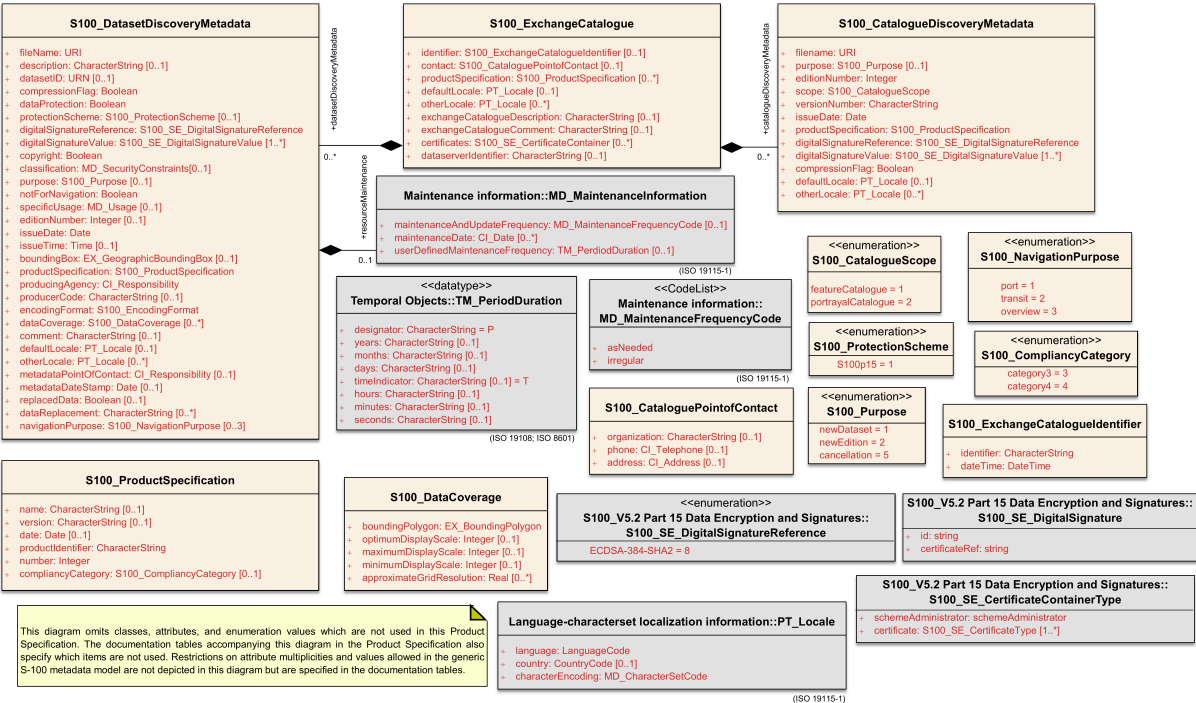 S100_DatasetDiscoveryMetadata
+ fileName: URI
+ description: CharacterString [0..1]
+ datasetID: URN [0..1]
+ compressionFlag: Boolean
+ dataProtection: Boolean
+ protectionScheme: S100_ProtectionScheme [0..1]
+ digitalSignatureReference: S100_SE_DigitalSignatureReference
+ digitalSignatureValue: S100_SE_DigitalSignatureValue [1..*]
+ copyright: Boolean
+ classification: MD_SecurityConstraints[0..1]
+ purpose: S100_Purpose [0..1]
+ notForNavigation: Boolean
+ specificUsage: MD_Usage [0..1]
+ editionNumber: Integer [0..1]
+ issueDate: Date
+ issueTime: Time [0..1]
+ boundingBox: EX_GeographicBoundingBox [0..1]
+ productSpecification: S100_ProductSpecification
+ producingAgency: CI_Responsibility
+ producerCode: CharacterString [0..1]
+ encodingFormat: S100_EncodingFormat
+ dataCoverage: S100_DataCoverage [0..*]
+ comment: CharacterString [0..1]
+ defaultLocale: PT_Locale [0..1]
+ otherLocale: PT_Locale [0..*]
+ metadataPointOfContact: CI_Responsibility [0..1]
+ metadataDateStamp: Date [0..1]
+ replacedData: Boolean [0..1]
+ dataReplacement: CharacterString [0..*]
+ navigationPurpose: S100_NavigationPurpose [0..3]
+datasetDiscoveryMetadata
0..*
S100_ExchangeCatalogue
+ identifier: S100_ExchangeCatalogueIdentifier [0..1]
+ contact: S100_CataloguePointofContact [0..1]
+ productSpecification: S100_ProductSpecification [0..*]
+ defaultLocale: PT_Locale [0..1]
+ otherLocale: PT_Locale [0..*]
+ exchangeCatalogueDescription: CharacterString [0..1]
+ exchangeCatalogueComment: CharacterString [0..1]
+ certificates: S100_SE_CertificateContainer [0..*]
+ dataserverIdentifier: CharacterString [0..1]
+catalogueDiscoveryMetadata
0..*
S100_CatalogueDiscoveryMetadata
+ filename: URI
+ purpose: S100_Purpose [0..1]
+ editionNumber: Integer
+ scope: S100_CatalogueScope
+ versionNumber: CharacterString
+ issueDate: Date
+ productSpecification: S100_ProductSpecification
+ digitalSignatureReference: S100_SE_DigitalSignatureReference
+ digitalSignatureValue: S100_SE_DigitalSignatureValue [1..*]
+ compressionFlag: Boolean
+ defaultLocale: PT_Locale [0..1]
+ otherLocale: PT_Locale [0..*]
+resourceMaintenance
0..1
Maintenance information::MD_MaintenanceInformation
+ maintenanceAndUpdateFrequency: MD_MaintenanceFrequencyCode [0..1]
+ maintenanceDate: CI_Date [0..*]
+ userDefinedMaintenanceFrequency: TM_PerdiodDuration [0..1]
(ISO 19115-1)
<<datatype>>
Temporal Objects::TM_PeriodDuration
+ designator: CharacterString = P
+ years: CharacterString [0..1]
+ months: CharacterString [0..1]
+ days: CharacterString [0..1]
+ timeIndicator: CharacterString [0..1] = T
+ hours: CharacterString [0..1]
+ minutes: CharacterString [0..1]
+ seconds: CharacterString [0..1]
(ISO 19108; ISO 8601)
<<CodeList>>
Maintenance information::
MD_MaintenanceFrequencyCode
+ asNeeded
+ irregular
(ISO 19115-1)
<<enumeration>>
S100_CatalogueScope
featureCatalogue = 1
portrayalCatalogue = 2
<<enumeration>>
S100_NavigationPurpose
port = 1
transit = 2
overview = 3
<<enumeration>>
S100_ProtectionScheme
S100p15 = 1
<<enumeration>>
S100_CompliancyCategory
category3 = 3
category4 = 4
S100_CataloguePointofContact
+ organization: CharacterString [0..1]
+ phone: CI_Telephone [0..1]
+ address: CI_Address [0..1]
<<enumeration>>
S100_Purpose
newDataset = 1
newEdition = 2
cancellation = 5
S100_ExchangeCatalogueIdentifier
+ identifier: CharacterString
+ dateTime: DateTime
S100_ProductSpecification
+ name: CharacterString [0..1]
+ version: CharacterString [0..1]
+ date: Date [0..1]
+ productIdentifier: CharacterString
+ number: Integer
+ compliancyCategory: S100_CompliancyCategory [0..1]
S100_DataCoverage
+ boundingPolygon: EX_BoundingPolygon
+ optimumDisplayScale: Integer [0..1]
+ maximumDisplayScale: Integer [0..1]
+ minimumDisplayScale: Integer [0..1]
+ approximateGridResolution: Real [0..*]
<<enumeration>>
S100_V5.2 Part 15 Data Encryption and Signatures::
S100_SE_DigitalSignatureReference
ECDSA-384-SHA2 = 8
S100_V5.2 Part 15 Data Encryption and Signatures::
S100_SE_DigitalSignature
+ id: string
+ certificateRef: string
S100_V5.2 Part 15 Data Encryption and Signatures::
S100_SE_CertificateContainerType
+ schemeAdministrator: schemeAdministrator
+ certificate: S100_SE_CertificateType [1..*]
This diagram omits classes, attributes, and enumeration values which are not used in this Product
Specification. The documentation tables accompanying this diagram in the Product Specification also
specify which items are not used. Restrictions on attribute multiplicities and values allowed in the generic
S-100 metadata model are not depicted in this diagram but are specified in the documentation tables.
Language-characterset localization information::PT_Locale
+ language: LanguageCode
+ country: CountryCode [0..1]
+ characterEncoding: MD_CharacterSetCode
(ISO 19115-1)